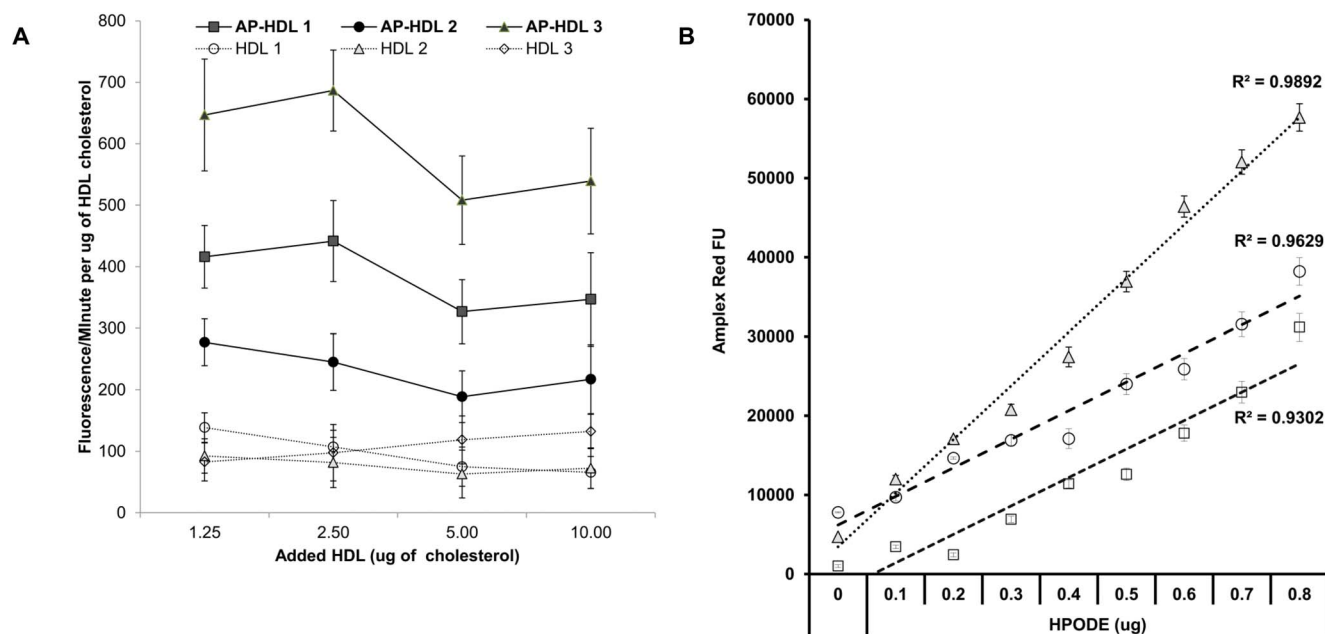 A
AP-HDL 1 AP-HDL 2 AP-HDL 3
HDL 1 HDL 2 HDL 3
800
700
600
500
400
300
200
100
0
Fluorescence/Minute per ug of HDL cholesterol
1.25 2.50 5.00 10.00
Added HDL (ug of cholesterol)
B
70000
60000
50000
40000
30000
20000
10000
0
Amplex Red FU
R² = 0.9892
R² = 0.9629
R² = 0.9302
0 0.1 0.2 0.3 0.4 0.5 0.6 0.7 0.8
HPODE (ug)